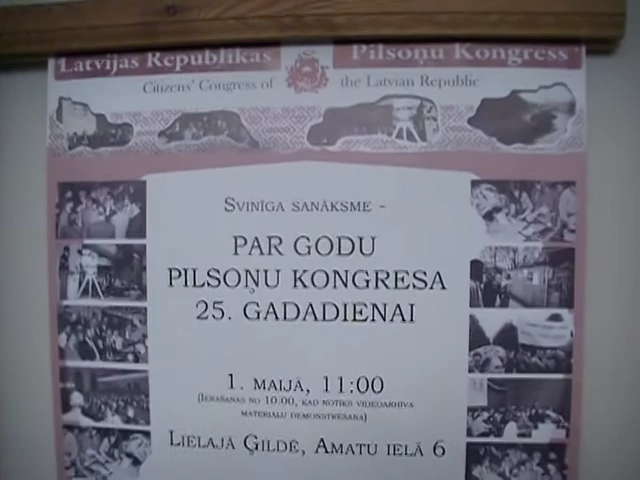 Latvijas Republikas Pilsoņu Kongress
Citizens' Congress of the Latvian Republic
Svinīga sanāksme -
PAR GODU
PILSOŅU KONGRESA
25. GADADIENAI
1. maijā, 11:00
(Ierašanās no 10.00, kad notiks videoarhīva
materiālu demonstrēšana)
Lielajā Ģildē, Amatu ielā 6